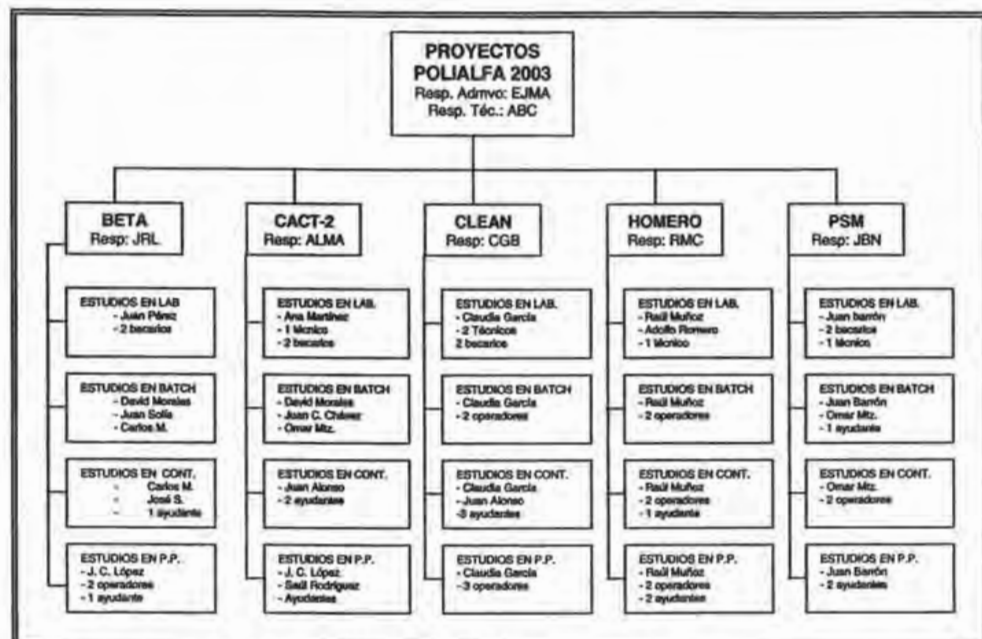 PROYECTOS
POLIALFA 2003
Resp. Admvo: EJMA
Resp. Téc.: ABC
BETA
Resp: JRL
ESTUDIOS EN LAB
- Juan Pérez
- 2 becarios
ESTUDIOS EN BATCH
- David Morales
- Juan Solís
- Carlos M.
ESTUDIOS EN CONT.
- Carlos M.
- José S.
- 1 ayudante
ESTUDIOS EN P.P.
- J. C. López
- 2 operadores
- 1 ayudante
CACT-2
Resp: ALMA
ESTUDIOS EN LAB.
- Ana Martínez
- 1 técnico
- 2 becarios
ESTUDIOS EN BATCH
- David Morales
- Juan C. Chávez
- Omar Mtz.
ESTUDIOS EN CONT.
- Juan Alonso
- 2 ayudantes
ESTUDIOS EN P.P.
- J. C. López
- Saúl Rodríguez
- Ayudantes
CLEAN
Resp: CGB
ESTUDIOS EN LAB.
- Claudia García
- 2 Técnicos
2 becarios
ESTUDIOS EN BATCH
- Claudia García
- 2 operadores
ESTUDIOS EN CONT.
- Claudia García
- Juan Alonso
-3 ayudantes
ESTUDIOS EN P.P.
- Claudia García
- 3 operadores
HOMERO
Resp: RMC
ESTUDIOS EN LAB.
- Raúl Muñoz
- Adolfo Romero
- 1 técnico
ESTUDIOS EN BATCH
- Raúl Muñoz
- 2 operadores
ESTUDIOS EN CONT.
- Raúl Muñoz
- 2 operadores
- 1 ayudante
ESTUDIOS EN P.P.
- Raúl Muñoz
- 2 operadores
- 2 ayudantes
PSM
Resp: JBN
ESTUDIOS EN LAB.
- Juan barrón
- 2 becarios
- 1 técnico
ESTUDIOS EN BATCH
- Juan Barrón
- Omar Mtz.
- 1 ayudante
ESTUDIOS EN CONT.
- Omar Mtz.
- 2 operadores
ESTUDIOS EN P.P.
- Juan Barrón
- 2 ayudantes